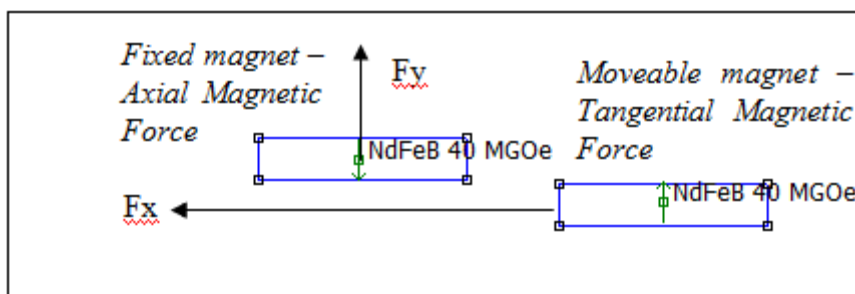 Fixed magnet –
Axial Magnetic
Force
Fy
Moveable magnet –
Tangential Magnetic
Force
NdFeB 40 MGOe
NdFeB 40 MGOe
Fx